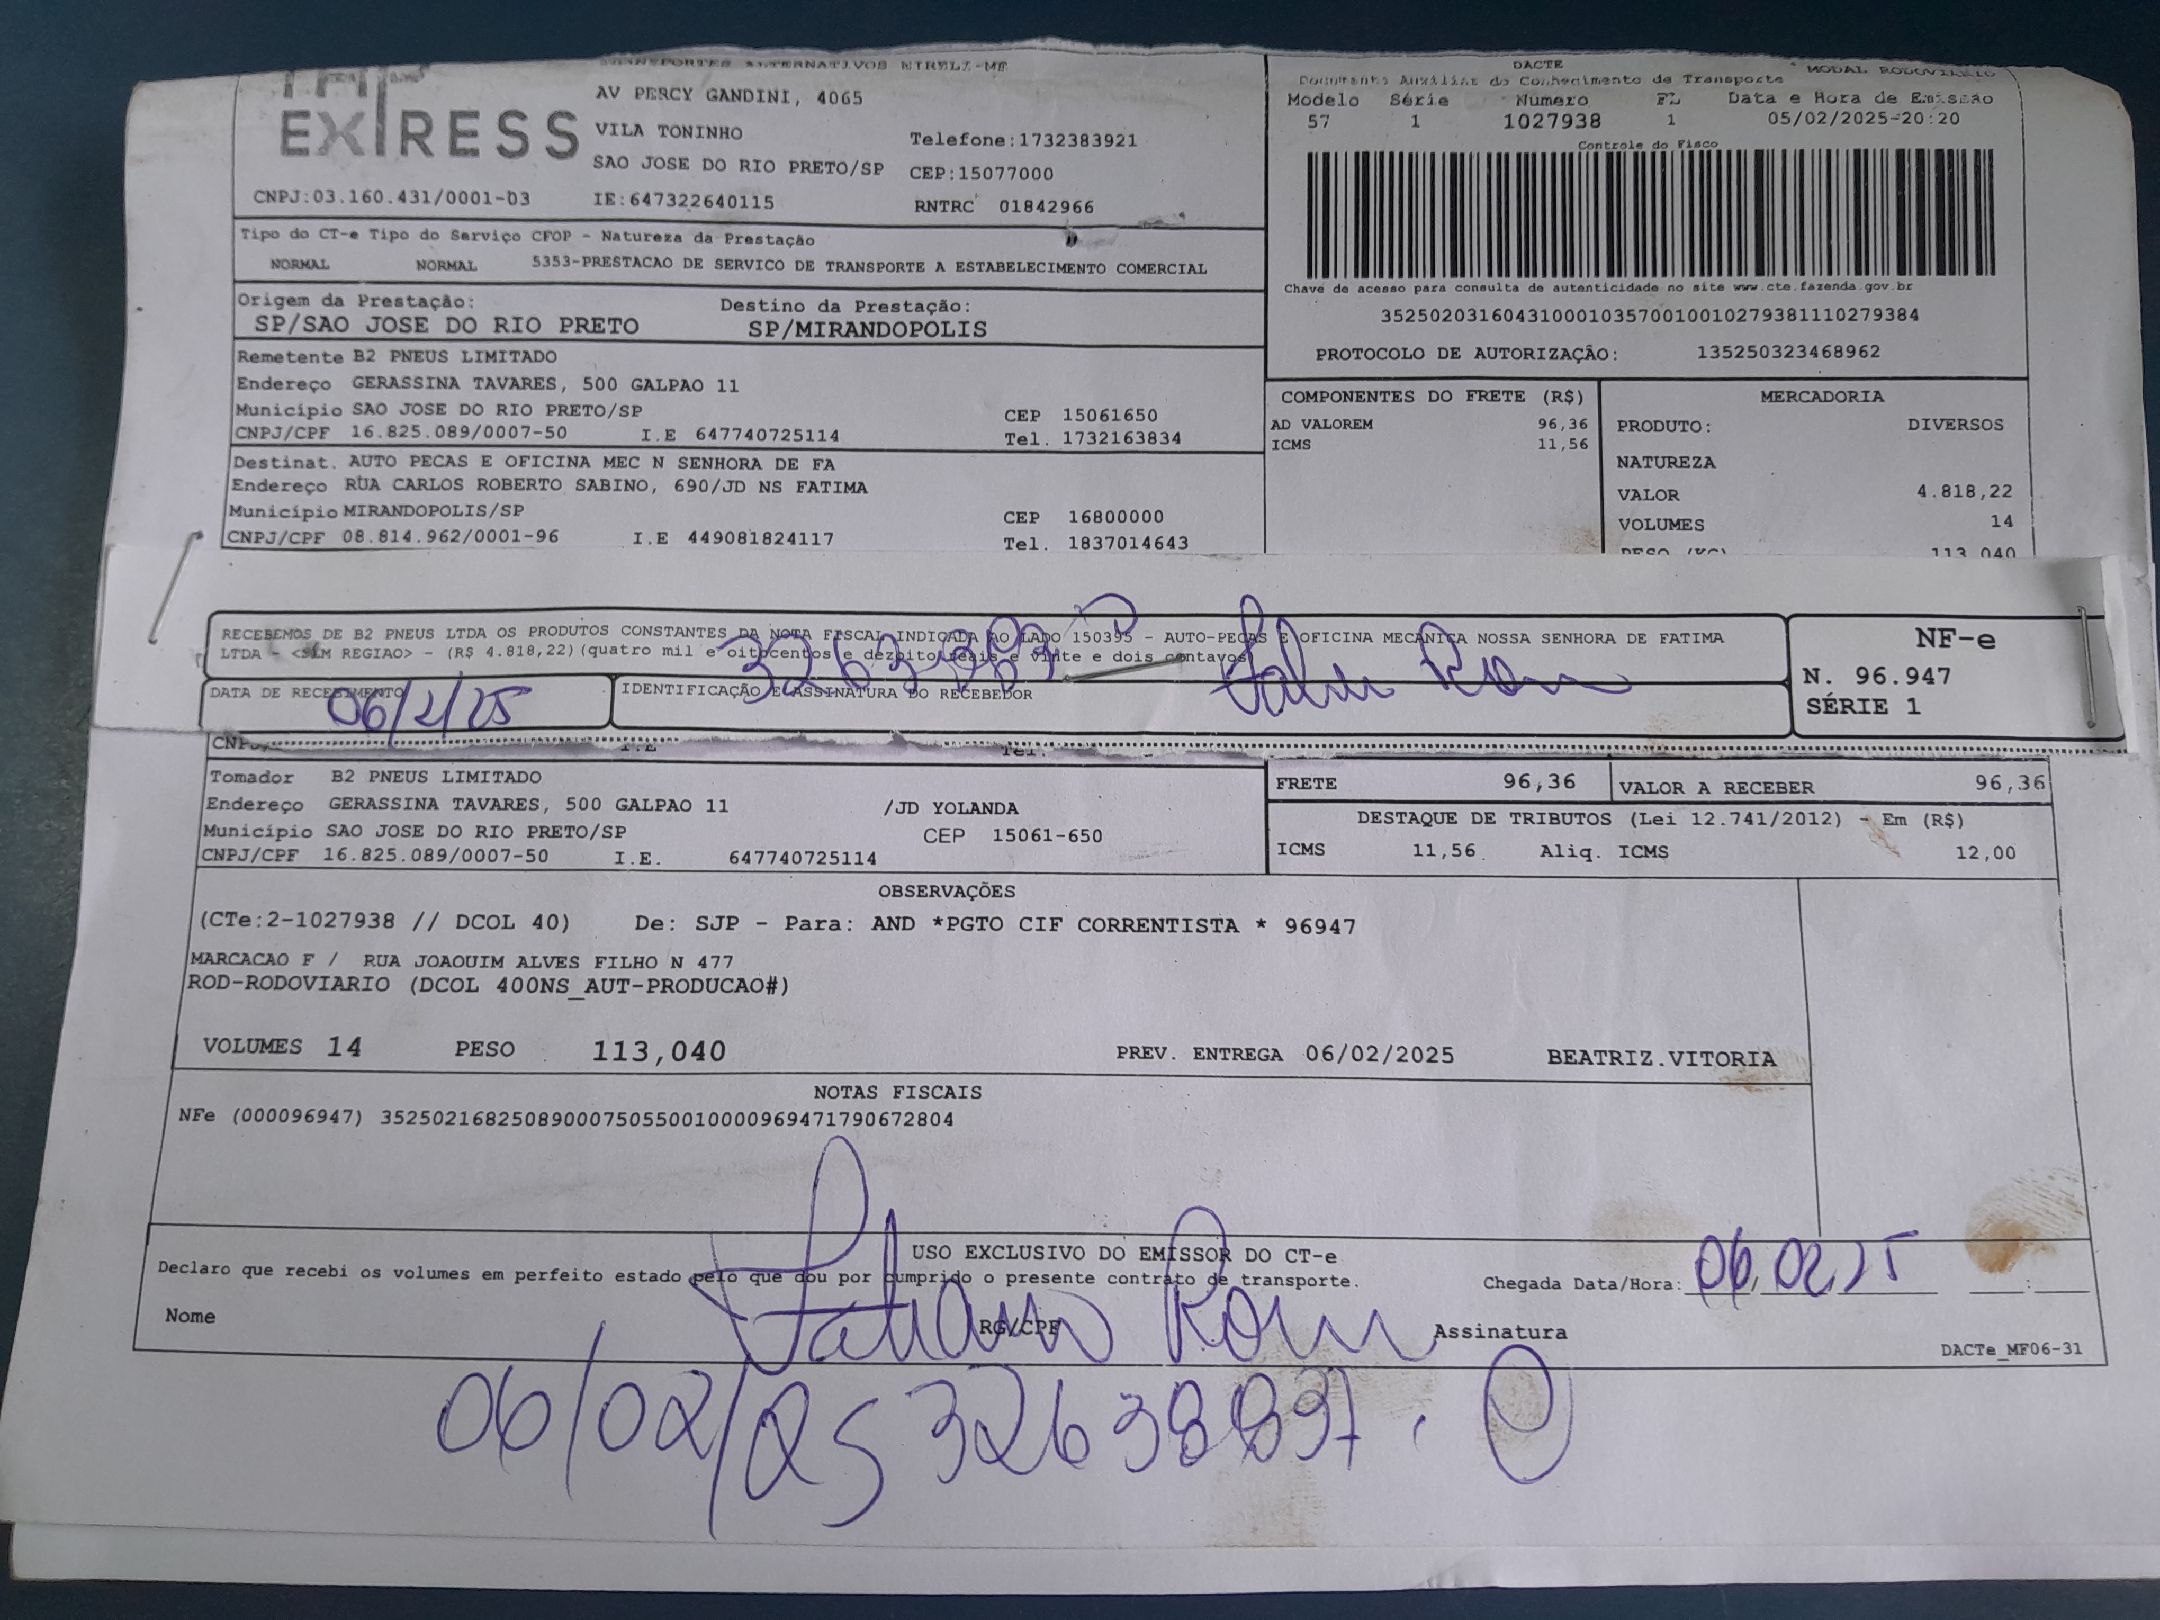 EXPRESS
TRANSPORTES ALTERNATIVOS EIRELI-ME
AV PERCY GANDINI, 4065
VILA TONINHO
Telefone:1732383921
SAO JOSE DO RIO PRETO/SP CEP:15077000
CNPJ:03.160.431/0001-03 IE:647322640115 RNTRC 01842966
DACTE
Documento Auxiliar do Conhecimento de Transporte MODAL RODOVIARIO
Modelo Série Numero FL Data e Hora de Emissão
57 1 1027938 1 05/02/2025-20:20
Controle do Fisco
Chave de acesso para consulta de autenticidade no site www.cte.fazenda.gov.br
35250203160431000103570010010279381110279384
PROTOCOLO DE AUTORIZAÇÃO: 135250323468962
Tipo do CT-e Tipo do Serviço CFOP - Natureza da Prestação
NORMAL NORMAL 5353-PRESTACAO DE SERVICO DE TRANSPORTE A ESTABELECIMENTO COMERCIAL
Origem da Prestação: Destino da Prestação:
SP/SAO JOSE DO RIO PRETO SP/MIRANDOPOLIS
Remetente B2 PNEUS LIMITADO
Endereço GERASSINA TAVARES, 500 GALPAO 11
Município SAO JOSE DO RIO PRETO/SP CEP 15061650
CNPJ/CPF 16.825.089/0007-50 I.E 647740725114 Tel. 1732163834
Destinat. AUTO PECAS E OFICINA MEC N SENHORA DE FA
Endereço RUA CARLOS ROBERTO SABINO, 690/JD NS FATIMA
Município MIRANDOPOLIS/SP CEP 16800000
CNPJ/CPF 08.814.962/0001-96 I.E 449081824117 Tel. 1837014643
COMPONENTES DO FRETE (R$)
AD VALOREM 96,36
ICMS 11,56
MERCADORIA
PRODUTO: DIVERSOS
NATUREZA
VALOR 4.818,22
VOLUMES 14
PESO (KG) 113,040
RECEBEMOS DE B2 PNEUS LTDA OS PRODUTOS CONSTANTES DA NOTA FISCAL INDICADA AO LADO 150395 - AUTO-PECAS E OFICINA MECANICA NOSSA SENHORA DE FATIMA
LTDA - <SEM REGIAO> - (R$ 4.818,22)(quatro mil e oitocentos e dezoito reais e vinte e dois centavos)
DATA DE RECEBIMENTO
06/2/25
IDENTIFICAÇÃO E ASSINATURA DO RECEBEDOR
NF-e
N. 96.947
SÉRIE 1
CNPJ/ I.E Tel.
Tomador B2 PNEUS LIMITADO
Endereço GERASSINA TAVARES, 500 GALPAO 11 /JD YOLANDA
Município SAO JOSE DO RIO PRETO/SP CEP 15061-650
CNPJ/CPF 16.825.089/0007-50 I.E. 647740725114
FRETE 96,36 VALOR A RECEBER 96,36
DESTAQUE DE TRIBUTOS (Lei 12.741/2012) - Em (R$)
ICMS 11,56 Aliq. ICMS 12,00
OBSERVAÇÕES
(CTe:2-1027938 // DCOL 40) De: SJP - Para: AND *PGTO CIF CORRENTISTA * 96947
MARCACAO F / RUA JOAQUIM ALVES FILHO N 477
ROD-RODOVIARIO (DCOL 400NS_AUT-PRODUCAO#)
VOLUMES 14 PESO 113,040 PREV. ENTREGA 06/02/2025 BEATRIZ.VITORIA
NOTAS FISCAIS
NFe (000096947) 35250216825089000750550010000969471790672804
USO EXCLUSIVO DO EMISSOR DO CT-e
Declaro que recebi os volumes em perfeito estado pelo que dou por cumprido o presente contrato de transporte.
Chegada Data/Hora: 06/02/25
Nome RG/CPF Assinatura
DACTe_MF06-31
06/02/25 32638837